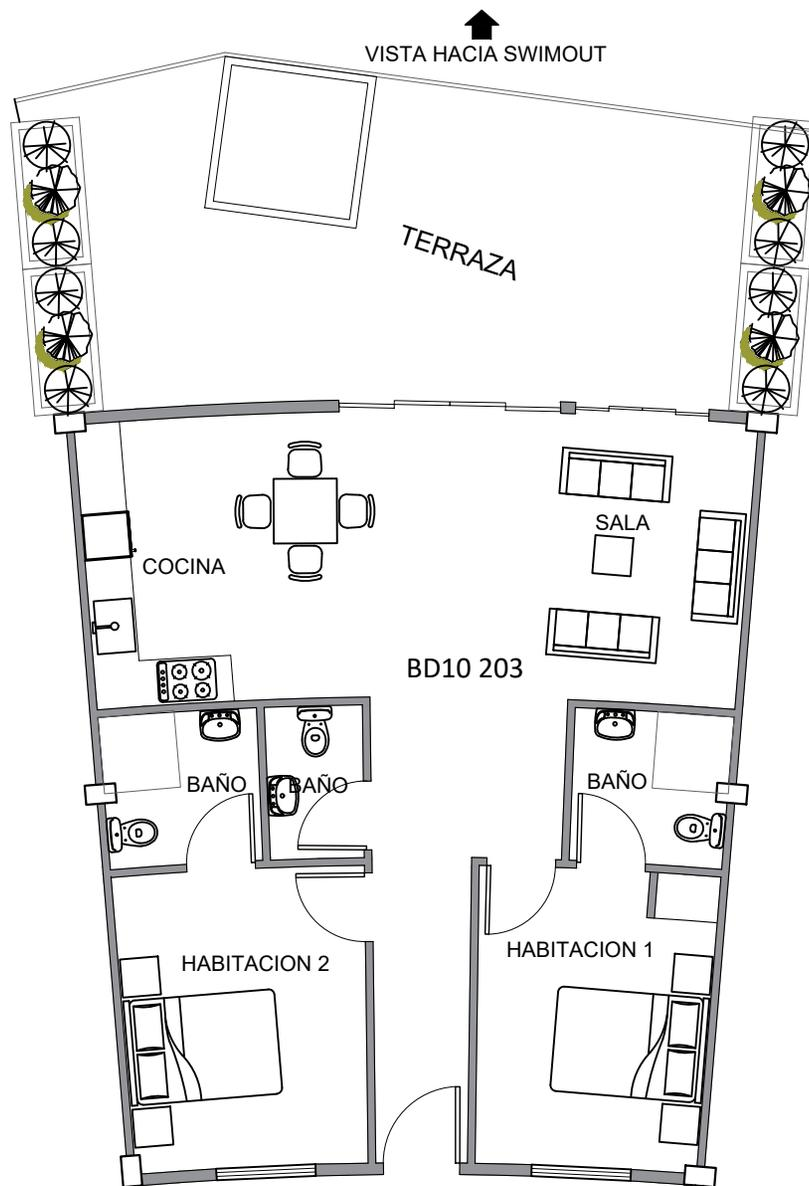 VISTA HACIA SWIMOUT
TERRAZA
SALA
COCINA
BD10 203
BAÑO
BAÑO
BAÑO
HABITACION 1
HABITACION 2